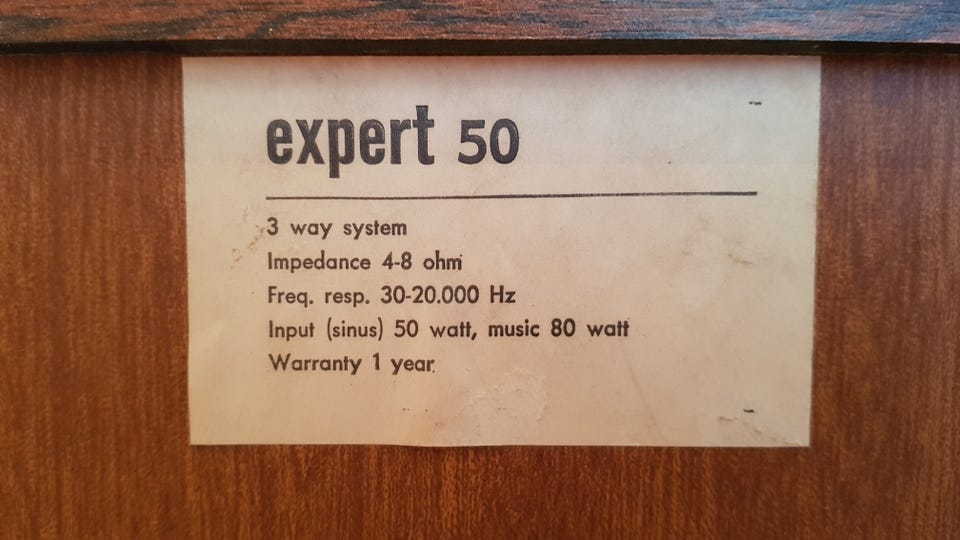 expert 50
3 way system
Impedance 4-8 ohm
Freq. resp. 30-20.000 Hz
Input (sinus) 50 watt, music 80 watt
Warranty 1 year.